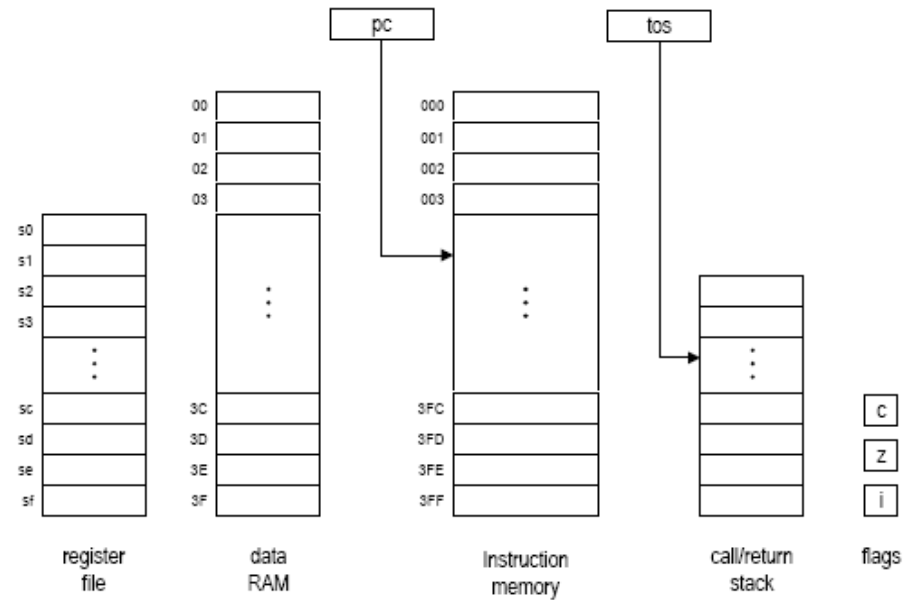 pc
tos
00
01
02
03
3C
3D
3E
3F
000
001
002
003
3FC
3FD
3FE
3FF
s0
s1
s2
s3
sc
sd
se
sf
c
z
i
register
file
data
RAM
Instruction
memory
call/return
stack
flags